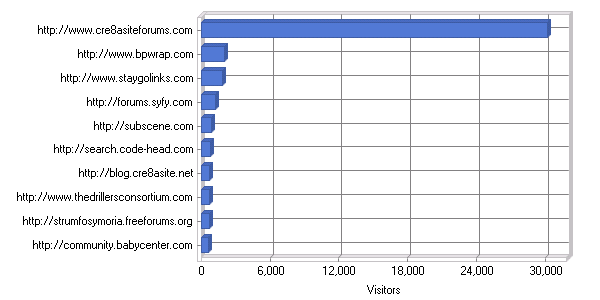 http://www.cre8asiteforums.com
http://www.bpwrap.com
http://www.staygolinks.com
http://forums.syfy.com
http://subscene.com
http://search.code-head.com
http://blog.cre8asite.net
http://www.thedrillersconsortium.com
http://strumfosymoria.freeforums.org
http://community.babycenter.com
0 6,000 12,000 18,000 24,000 30,000
Visitors